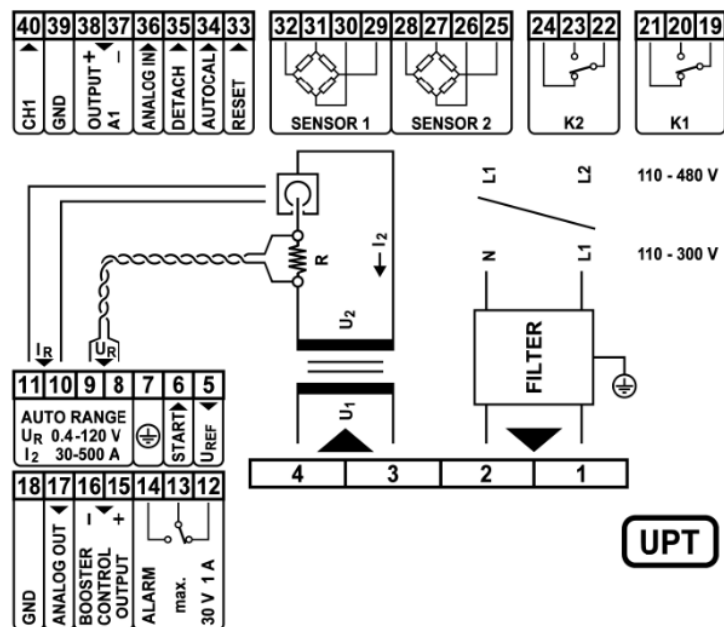 40 39 38 37 36 35 34 33
CH1
GND
OUTPUT + –
A1
ANALOG IN
DETACH
AUTOCAL
RESET
32 31 30 29 28 27 26 25
SENSOR 1
SENSOR 2
24 23 22
K2
21 20 19
K1
L1 L2 110 - 480 V
N L1 110 - 300 V
I2
R
U2
U1
FILTER
IR
UR
11 10 9 8 7 6 5
AUTO RANGE
UR 0.4-120 V
I2 30-500 A
START
UREF
4 3 2 1
18 17 16 15 14 13 12
GND
ANALOG OUT
– +
BOOSTER
CONTROL
OUTPUT
ALARM
max.
30 V 1 A
UPT